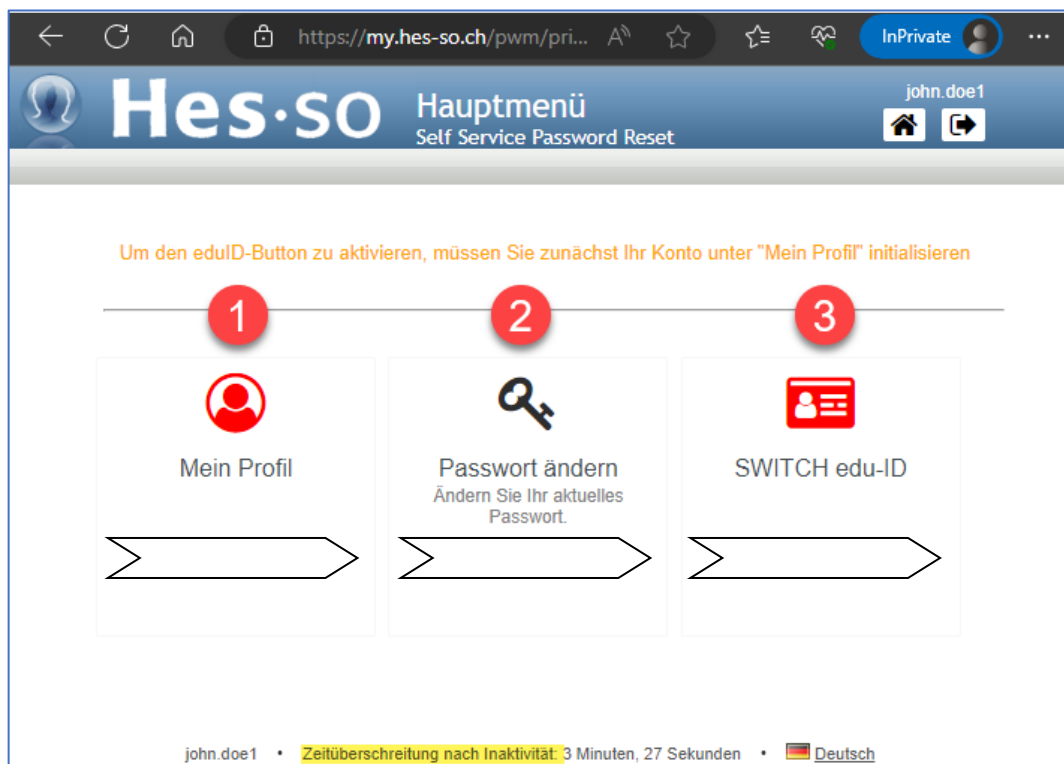 https://my.hes-so.ch/pwm/pri... A InPrivate
Hes·so
Hauptmenü
Self Service Password Reset
john.doe1
Um den eduID-Button zu aktivieren, müssen Sie zunächst Ihr Konto unter "Mein Profil" initialisieren
1 2 3
Mein Profil
Passwort ändern
Ändern Sie Ihr aktuelles
Passwort.
SWITCH edu-ID
john.doe1 • Zeitüberschreitung nach Inaktivität: 3 Minuten, 27 Sekunden • Deutsch